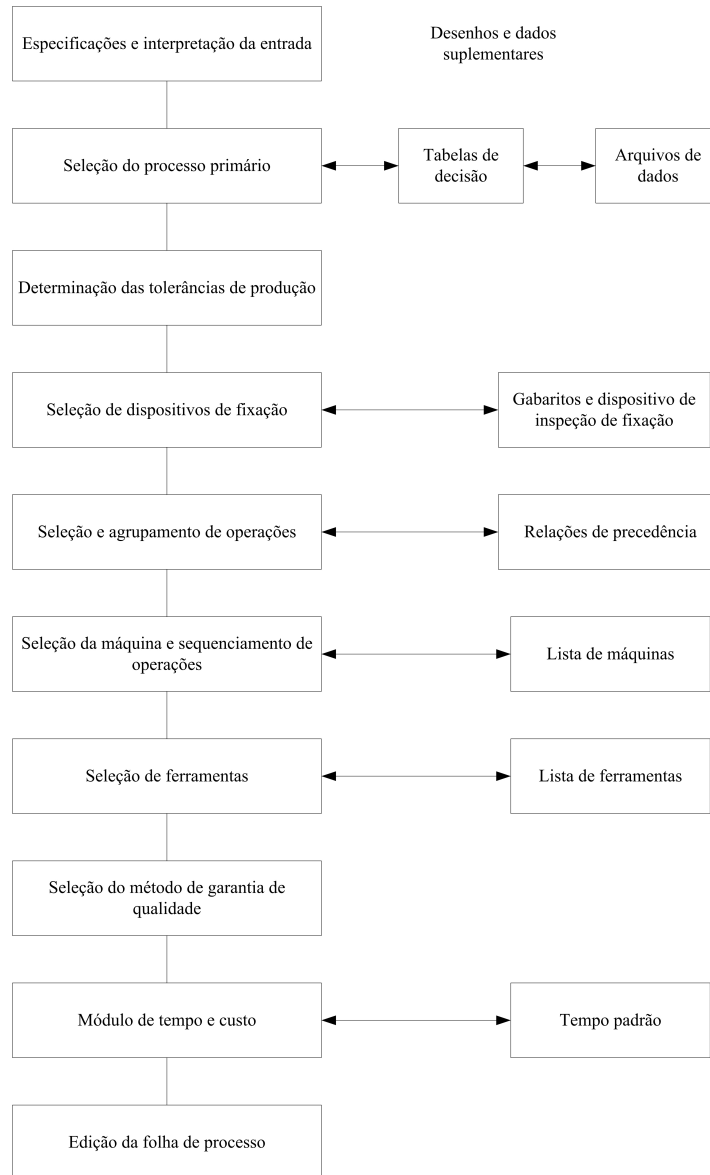 Especificações e interpretação da entrada
Desenhos e dados
suplementares
Seleção do processo primário
Tabelas de
decisão
Arquivos de
dados
Determinação das tolerâncias de produção
Seleção de dispositivos de fixação
Gabaritos e dispositivo de
inspeção de fixação
Seleção e agrupamento de operações
Relações de precedência
Seleção da máquina e sequenciamento de
operações
Lista de máquinas
Seleção de ferramentas
Lista de ferramentas
Seleção do método de garantia de
qualidade
Módulo de tempo e custo
Tempo padrão
Edição da folha de processo